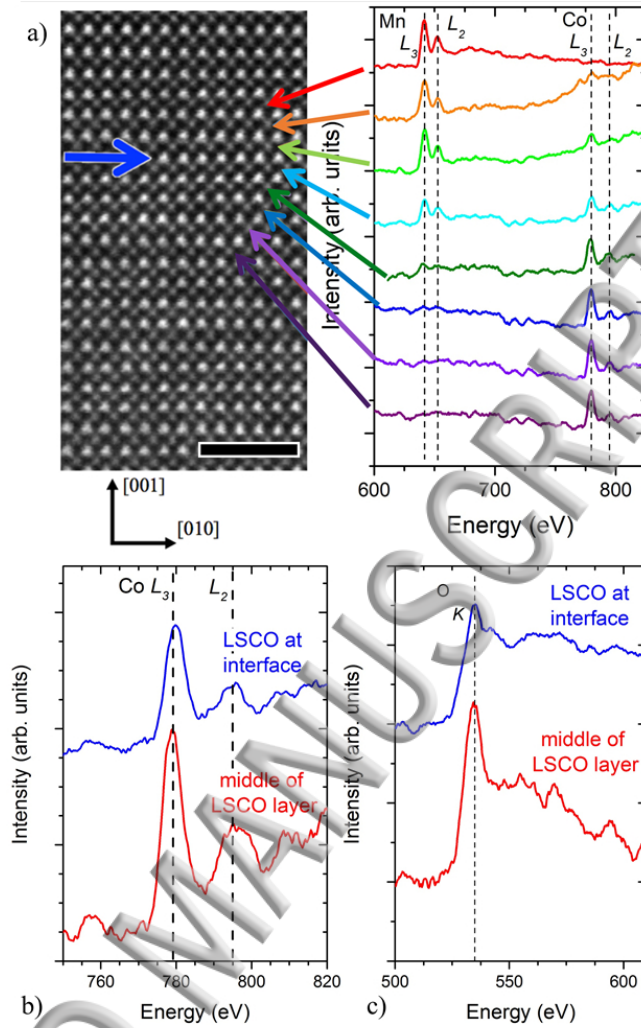 a)
Mn
L3
L2
Co
L3
L2
Intensity (arb. units)
600
700
800
Energy (eV)
[001]
[010]
Co L3
L2
LSCO at
interface
middle of
LSCO layer
Intensity (arb. units)
760
780
800
820
Energy (eV)
b)
O
K
LSCO at
interface
middle of
LSCO layer
Intensity (arb. units)
500
550
600
Energy (eV)
c)
MANUSCRIPT